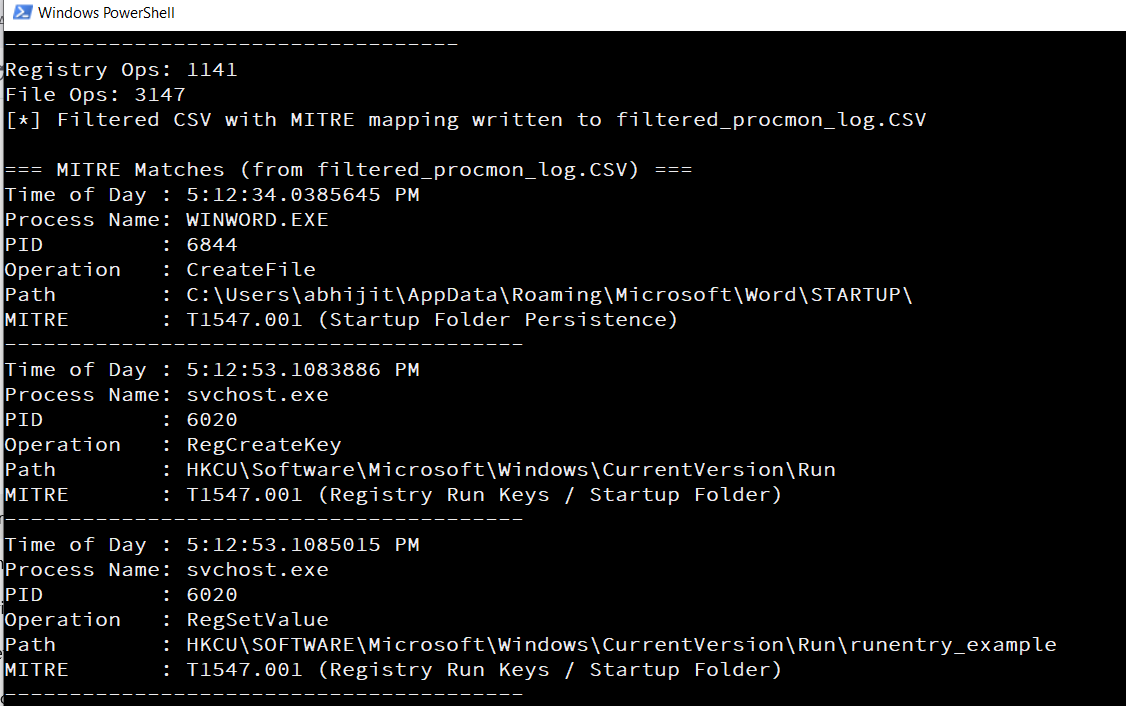 Windows PowerShell
-----------------------------------
Registry Ops: 1141
File Ops: 3147
[*] Filtered CSV with MITRE mapping written to filtered_procmon_log.CSV
=== MITRE Matches (from filtered_procmon_log.CSV) ===
Time of Day : 5:12:34.0385645 PM
Process Name: WINWORD.EXE
PID         : 6844
Operation   : CreateFile
Path        : C:\Users\abhijit\AppData\Roaming\Microsoft\Word\STARTUP\
MITRE       : T1547.001 (Startup Folder Persistence)
----------------------------------------
Time of Day : 5:12:53.1083886 PM
Process Name: svchost.exe
PID         : 6020
Operation   : RegCreateKey
Path        : HKCU\Software\Microsoft\Windows\CurrentVersion\Run
MITRE       : T1547.001 (Registry Run Keys / Startup Folder)
----------------------------------------
Time of Day : 5:12:53.1085015 PM
Process Name: svchost.exe
PID         : 6020
Operation   : RegSetValue
Path        : HKCU\SOFTWARE\Microsoft\Windows\CurrentVersion\Run\runentry_example
MITRE       : T1547.001 (Registry Run Keys / Startup Folder)
----------------------------------------